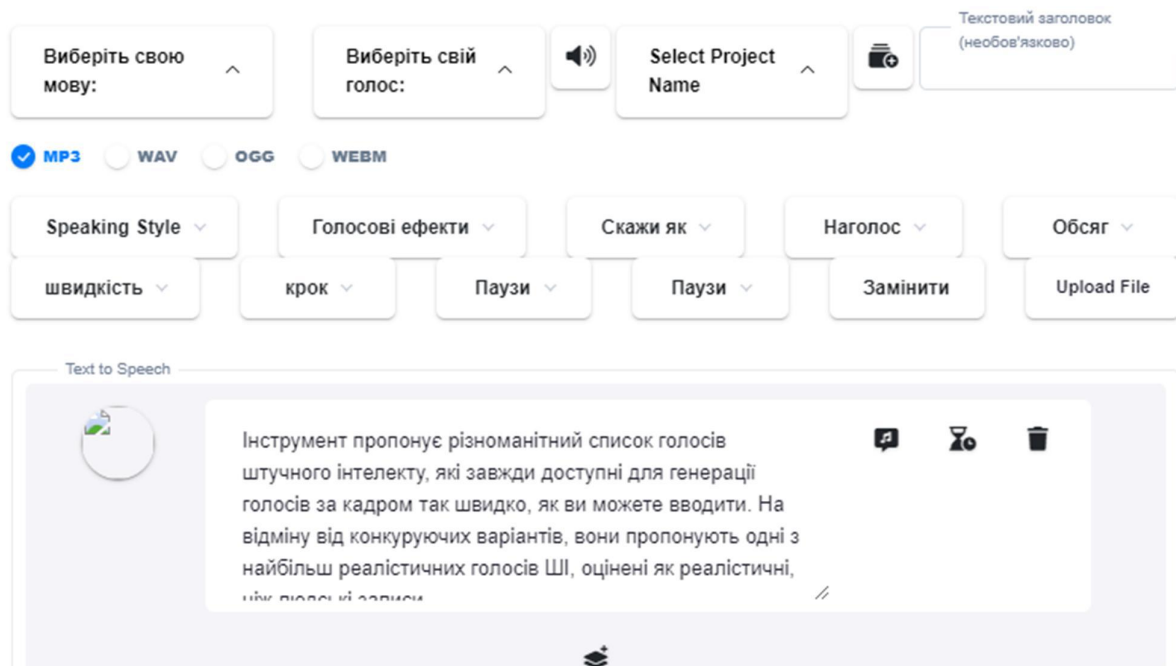 Виберіть свою
мову:
Виберіть свій
голос:
Select Project
Name
Текстовий заголовок
(необов'язково)
MP3 WAV OGG WEBM
Speaking Style Голосові ефекти Скажи як Наголос Обсяг
швидкість крок Паузи Паузи Замінити Upload File
Text to Speech
Інструмент пропонує різноманітний список голосів
штучного інтелекту, які завжди доступні для генерації
голосів за кадром так швидко, як ви можете вводити. На
відміну від конкуруючих варіантів, вони пропонують одні з
найбільш реалістичних голосів ШІ, оцінені як реалістичні,
ніж людські записи